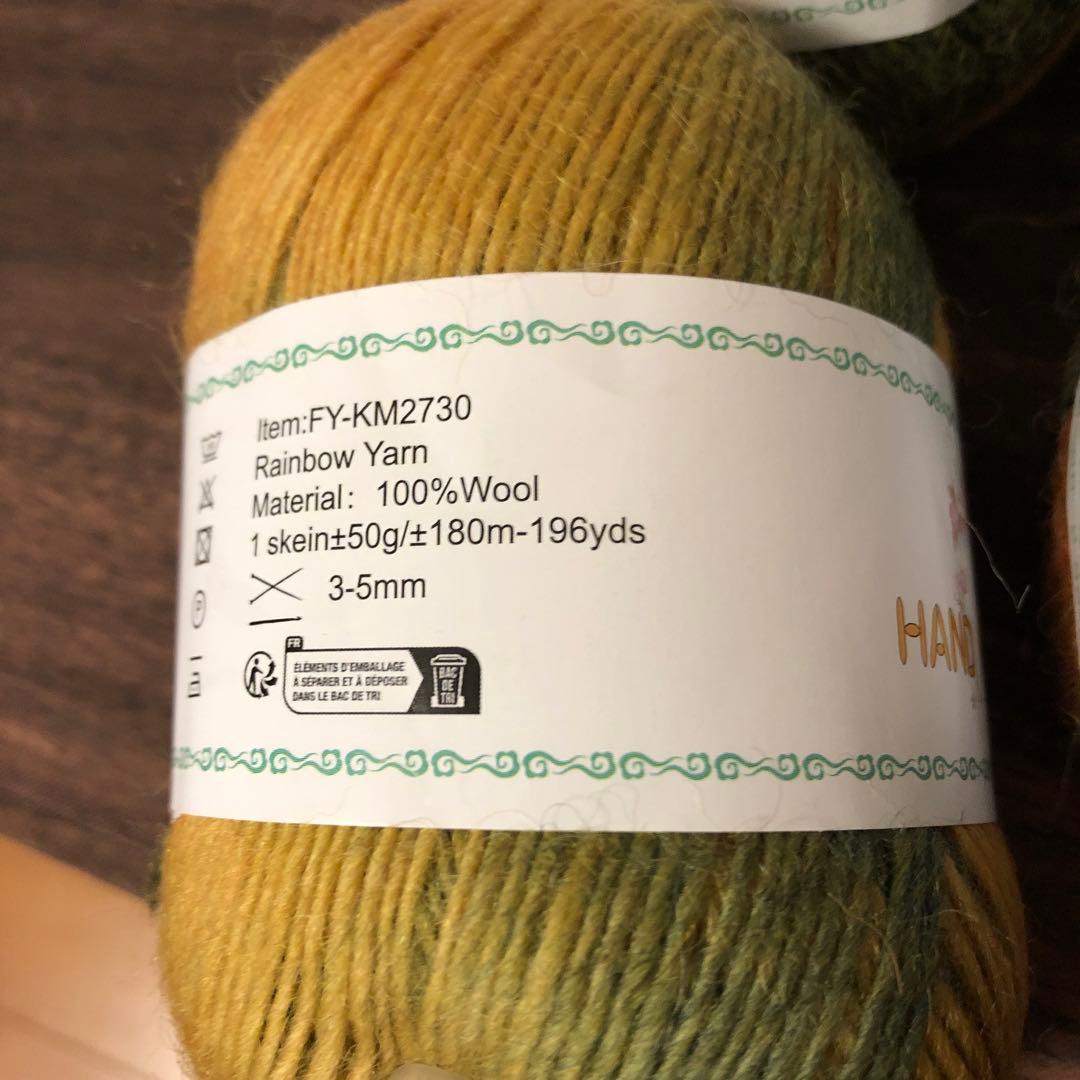 Item:FY-KM2730
Rainbow Yarn
Material: 100%Wool
1 skein±50g/±180m-196yds
3-5mm
FR
ÉLÉMENTS D'EMBALLAGE
À SÉPARER ET À DÉPOSER
DANS LE BAC DE TRI
BAC
DE
TRI
P
HAND